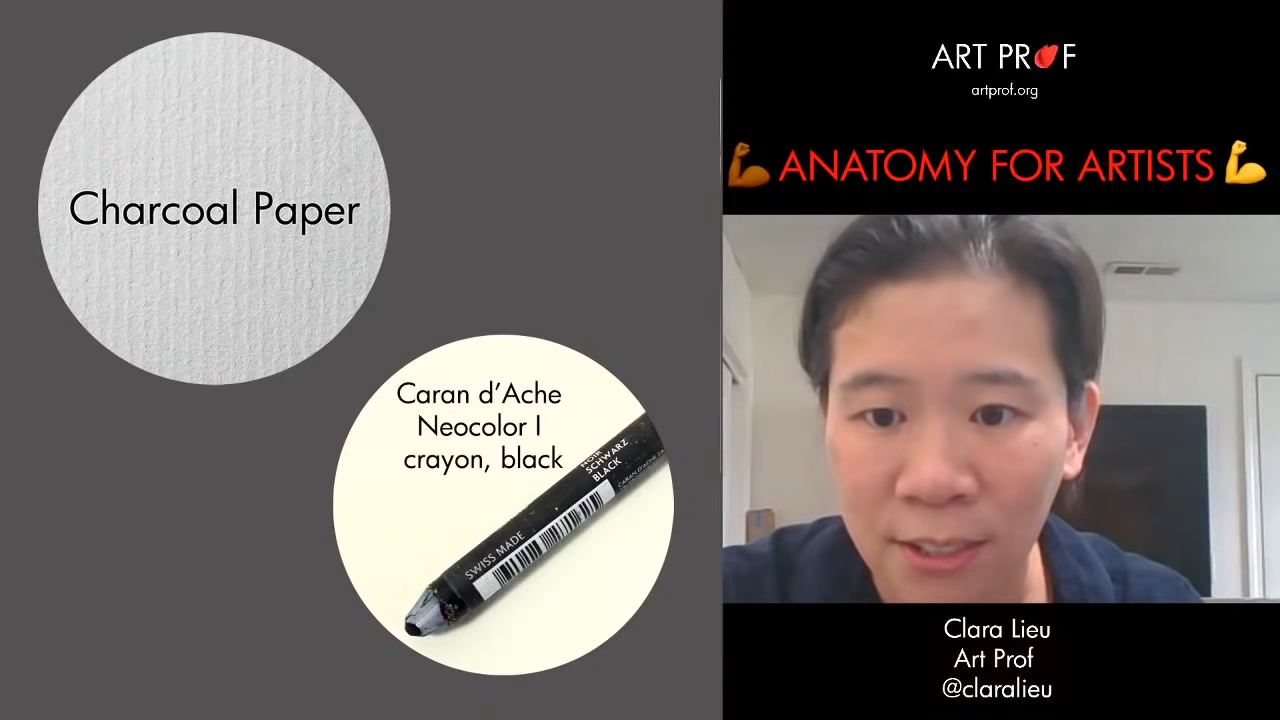 Charcoal Paper
Caran d’Ache
Neocolor I
crayon, black
NOIR
SCHWARZ
BLACK
SWISS MADE
ART PR F
artprof.org
💪 ANATOMY FOR ARTISTS 💪
Clara Lieu
Art Prof
@claralieu